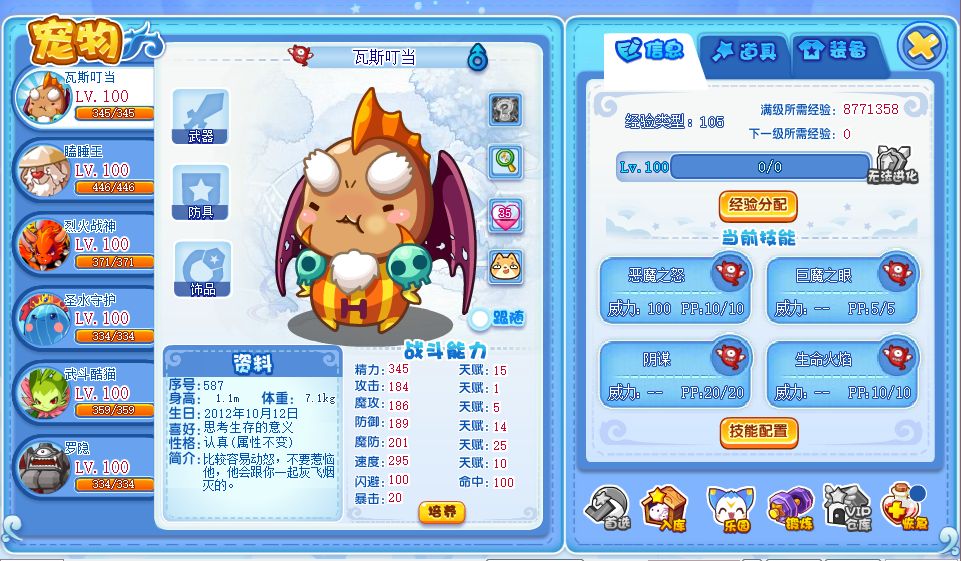 宠物
瓦斯叮当
LV. 100
345/345
瞌睡王
LV. 100
446/446
烈火战神
LV. 100
371/371
圣水守护
LV. 100
334/334
武斗酷猫
LV. 100
359/359
罗隐
LV. 100
334/334
瓦斯叮当
武器
防具
饰品
35
跟随
H
资料
序号：587
身高： 1.1m 体重： 7.1kg
生日：2012年10月12日
喜好：思考生存的意义
性格：认真(属性不变)
简介：比较容易动怒，不要惹恼
他，他会跟你一起灰飞烟
灭的。
战斗能力
精力：345 天赋：15
攻击：184 天赋：1
魔攻：186 天赋：5
防御：189 天赋：14
魔防：201 天赋：25
速度：295 天赋：10
闪避：100 命中：100
暴击：20
培养
信息
道具
装备
经验类型：105
满级所需经验：8771358
下一级所需经验：0
Lv.100
0/0
无法进化
经验分配
当前技能
恶魔之怒
威力：100 PP:10/10
巨魔之眼
威力：-- PP:5/5
阴谋
威力：-- PP:20/20
生命火焰
威力：-- PP:10/10
技能配置
首选
入库
乐园
锻炼
VIP
仓库
恢复